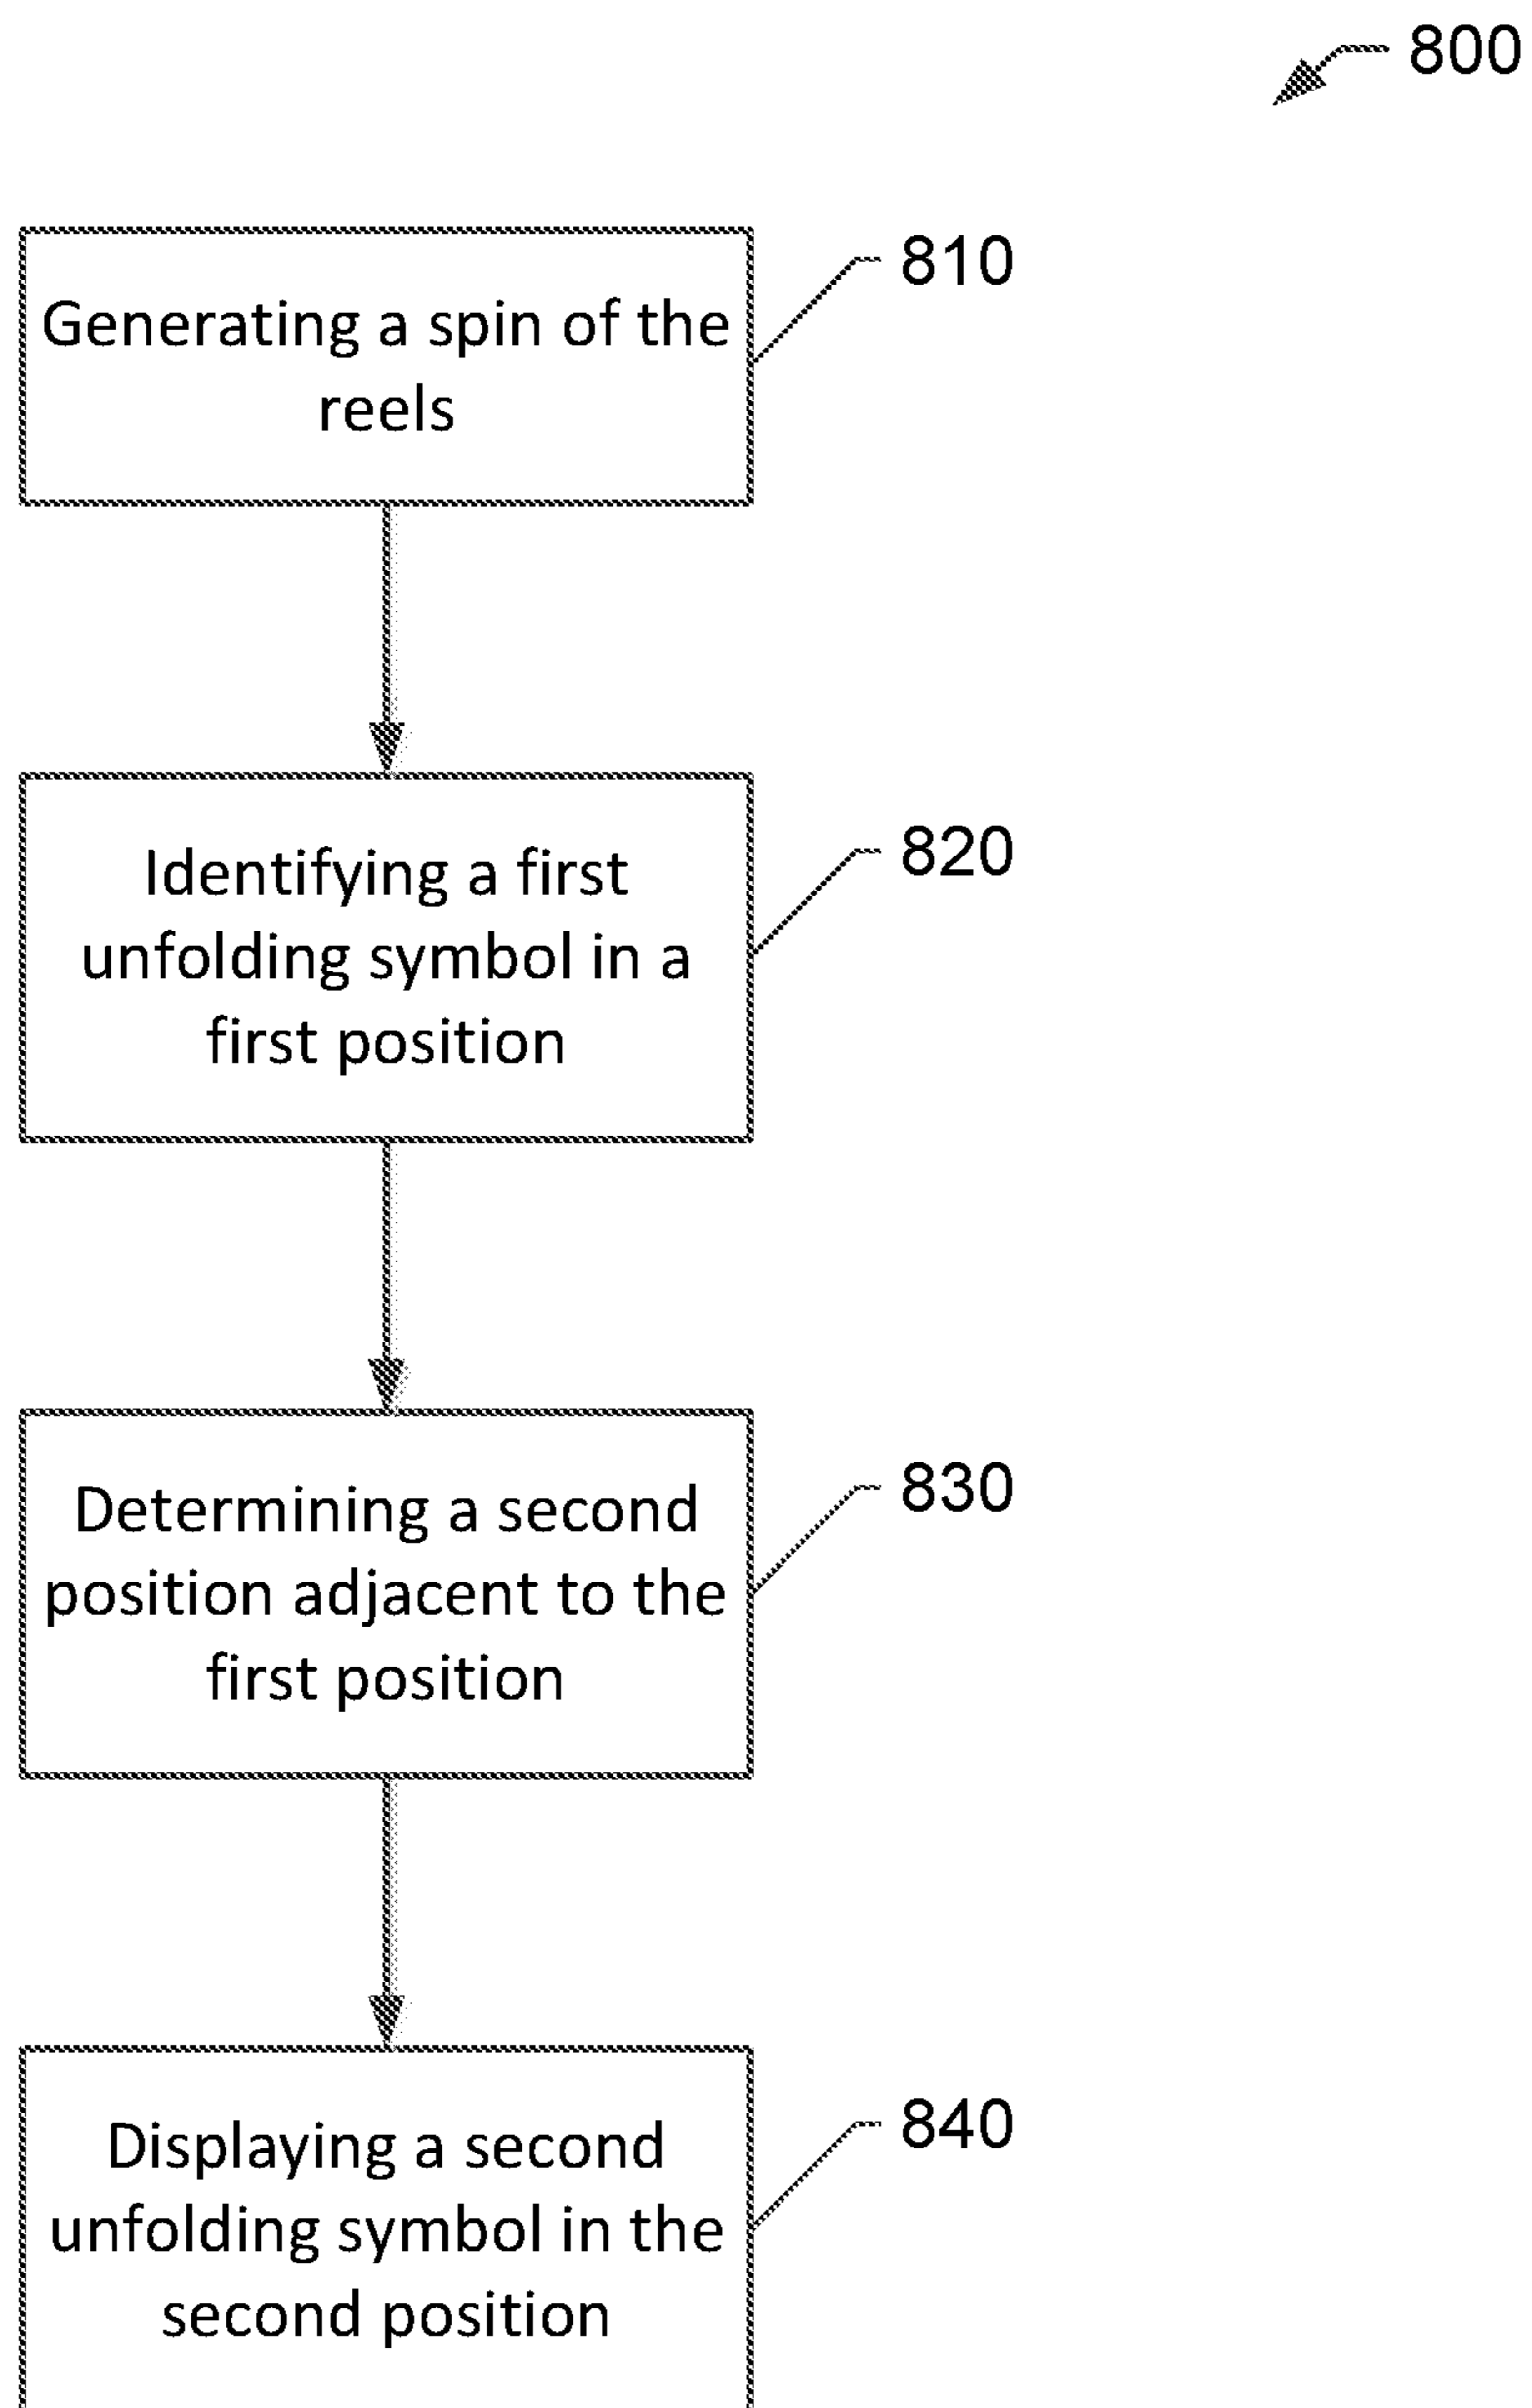 800
Generating a spin of the
reels
810
Identifying a first
unfolding symbol in a
first position
820
Determining a second
position adjacent to the
first position
830
Displaying a second
unfolding symbol in the
second position
840